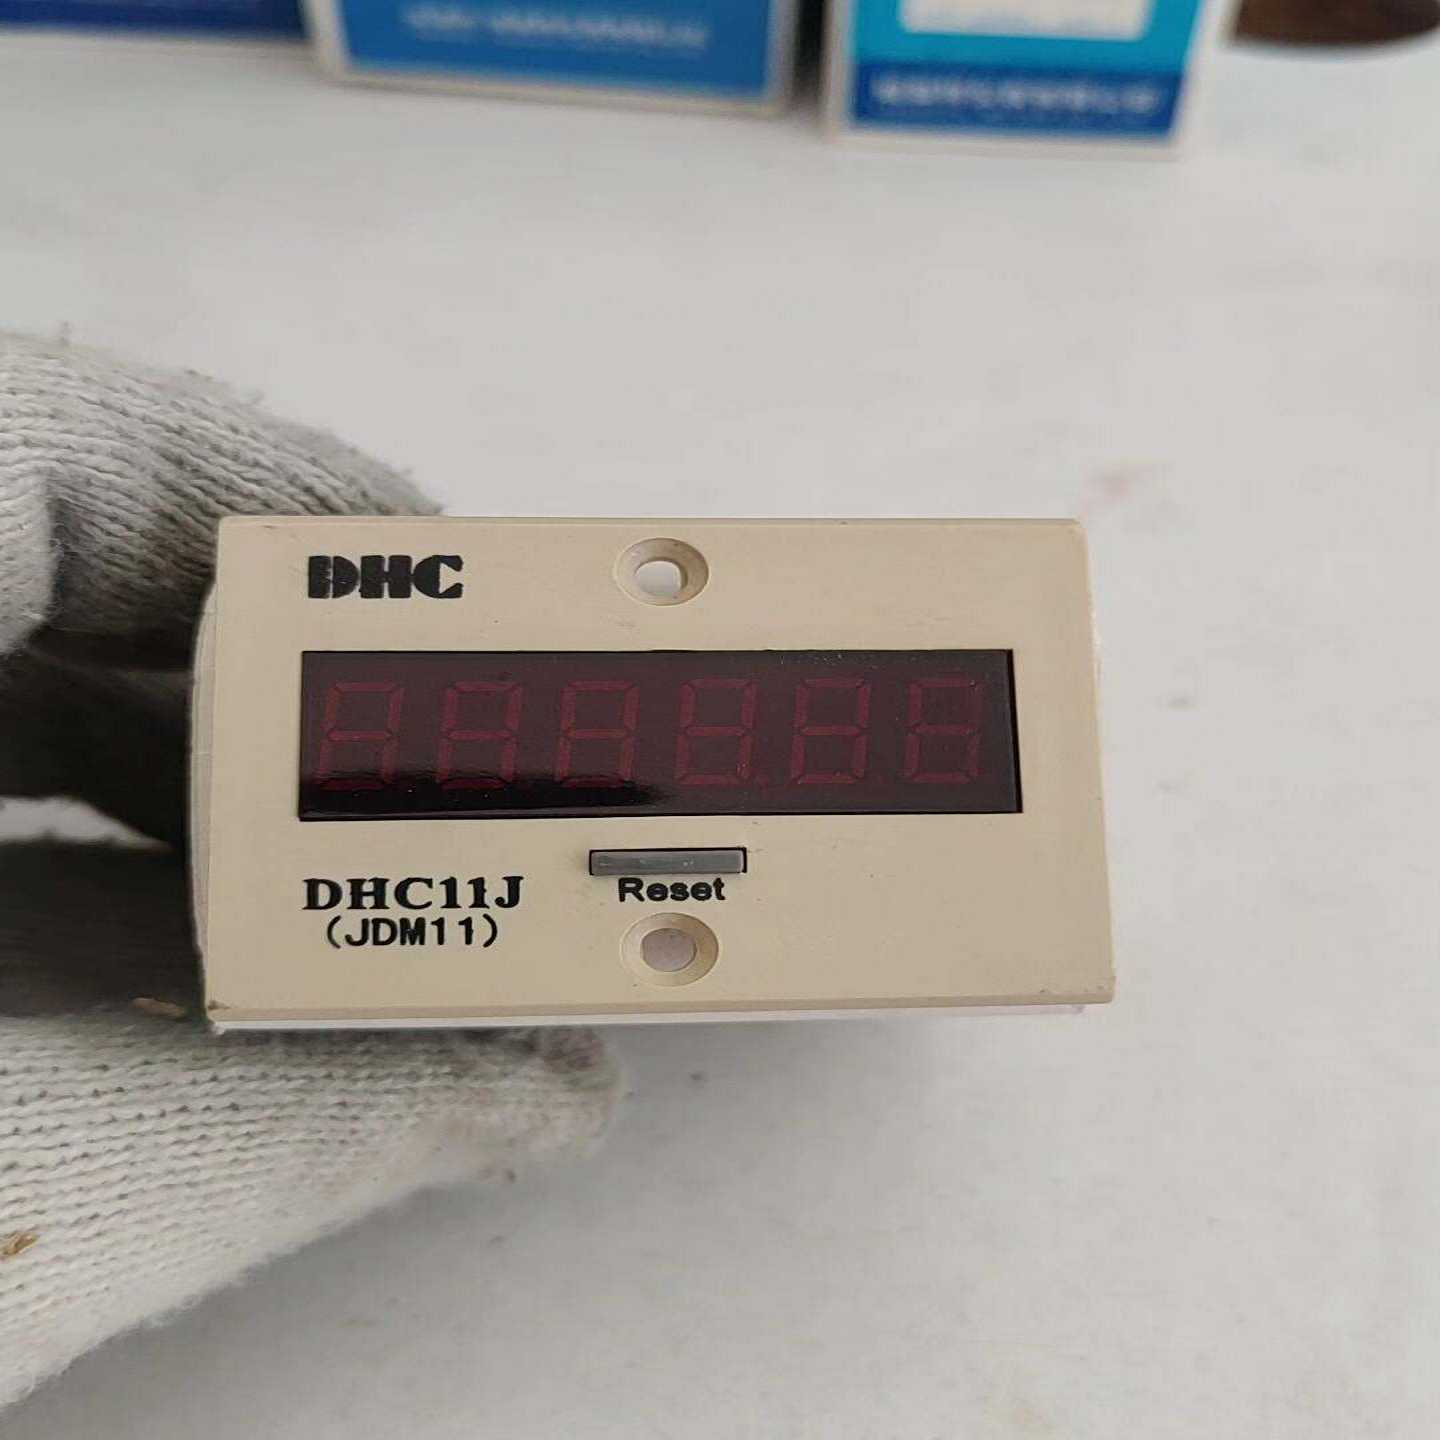 DHC
DHC11J
Reset
(JDM11)